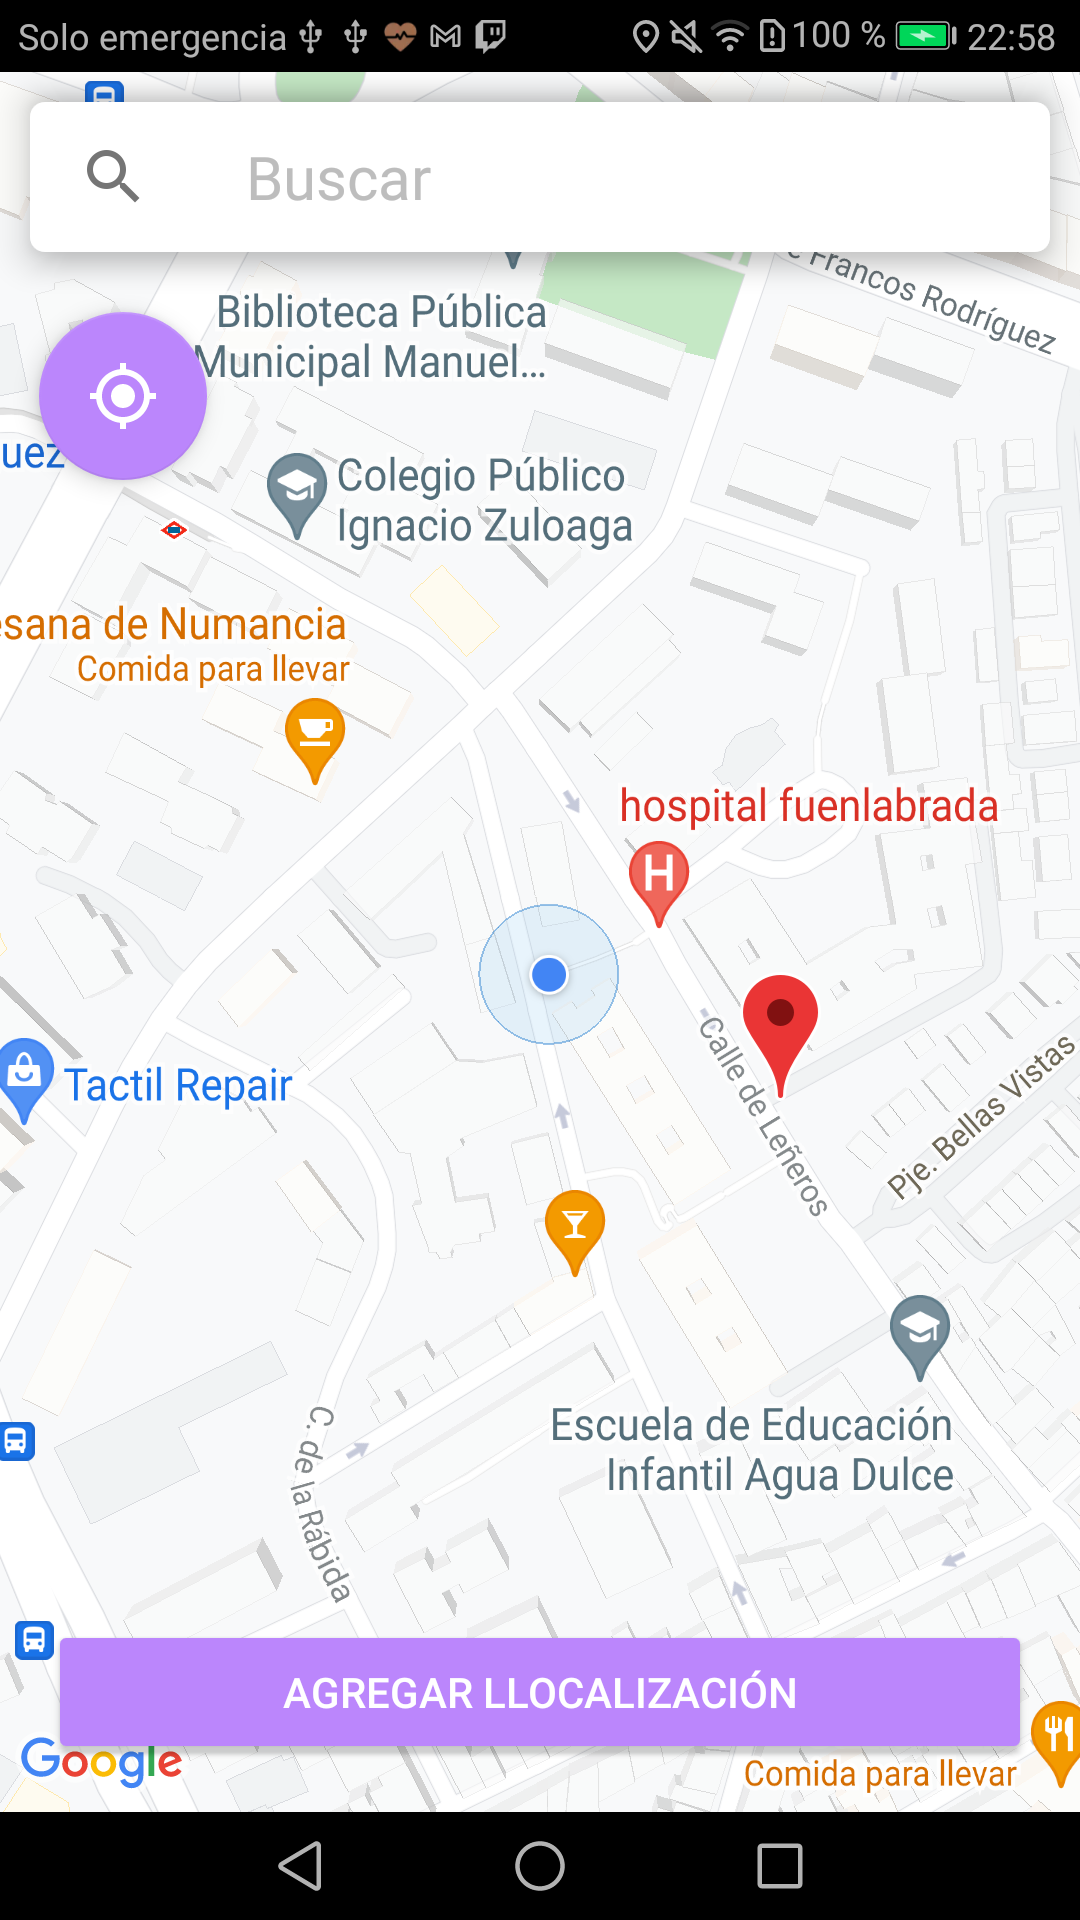 Solo emergencia
100 %
22:58
Buscar
e Francos Rodríguez
Biblioteca Pública
Municipal Manuel...
uez
Colegio Público
Ignacio Zuloaga
esana de Numancia
Comida para llevar
hospital fuenlabrada
H
Calle de Leñeros
Pje. Bellas Vistas
Tactil Repair
Escuela de Educación
Infantil Agua Dulce
C. de la Rábida
AGREGAR LLOCALIZACIÓN
Google
Comida para llevar